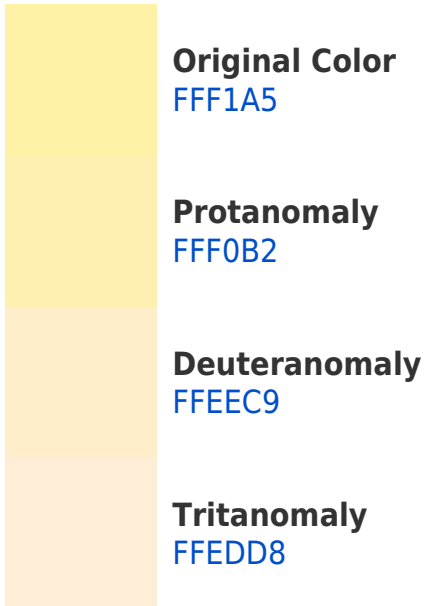 Original Color
FFF1A5
Protanomaly
FFF0B2
Deuteranomaly
FFEEC9
Tritanomaly
FFEDD8